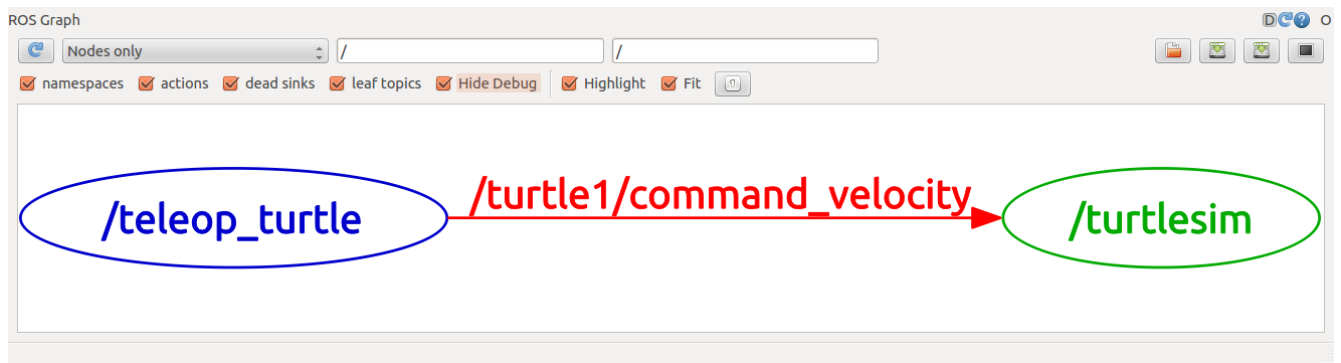 ROS Graph D ? O
Nodes only / /
namespaces actions dead sinks leaf topics Hide Debug Highlight Fit
/teleop_turtle /turtle1/command_velocity /turtlesim